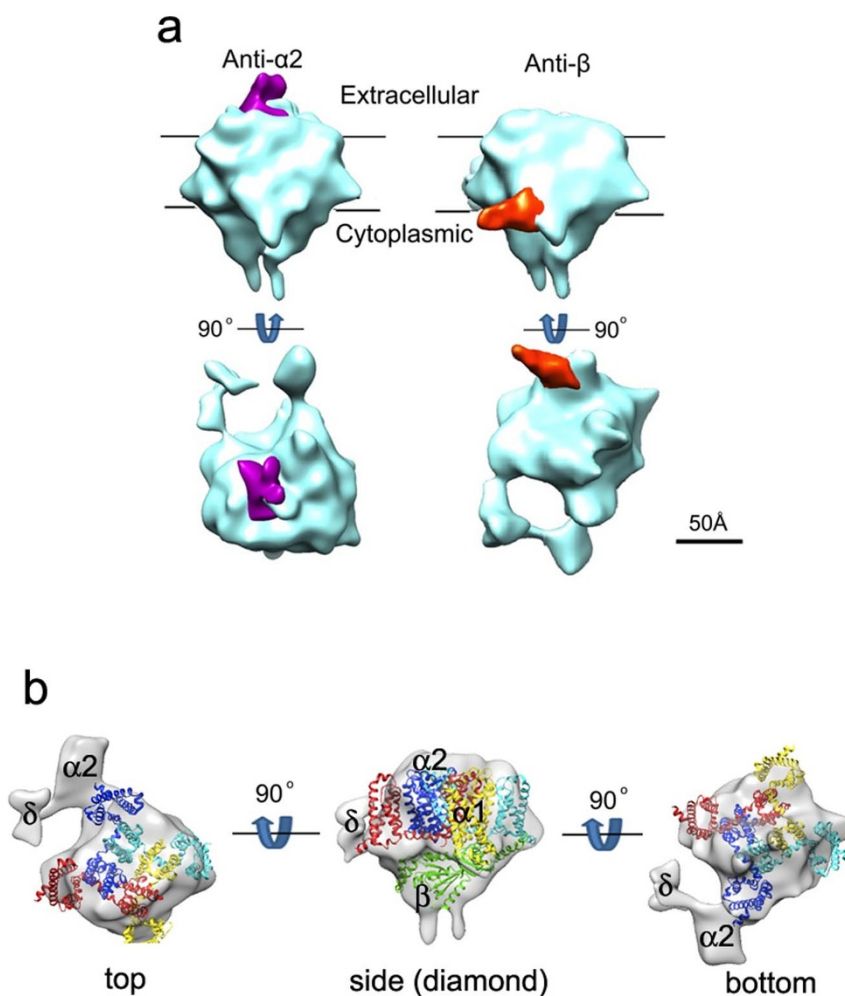 a
Anti-α2 Anti-β
Extracellular
Cytoplasmic
90° 90°
50Å
b
α2 δ 90° α2 α1 δ β 90° δ α2
top side (diamond) bottom